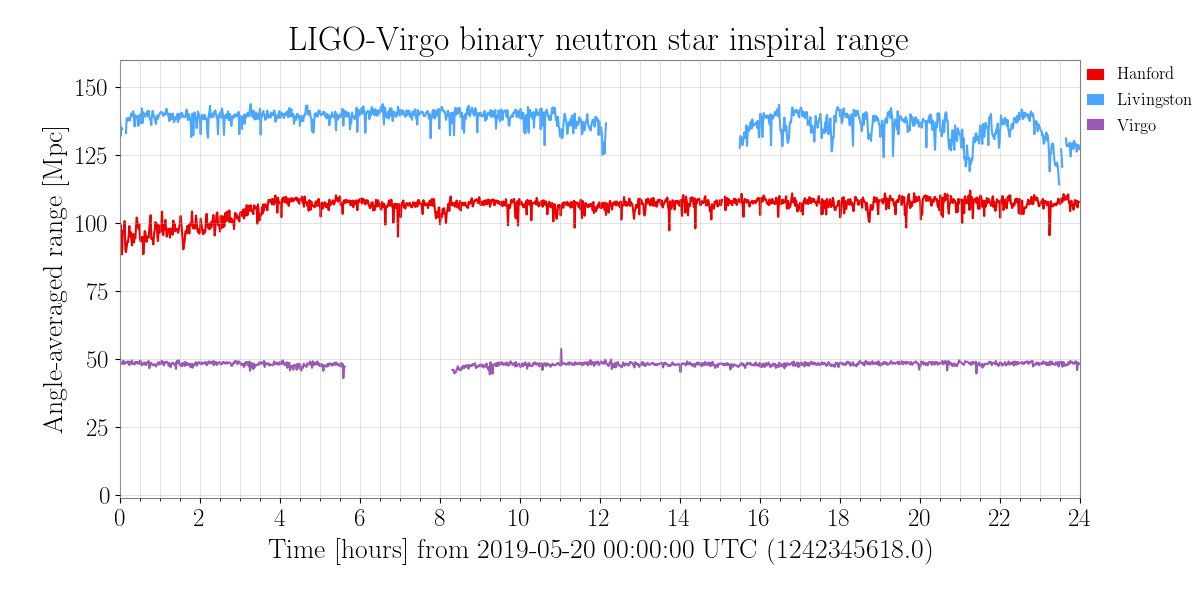 LIGO-Virgo binary neutron star inspiral range
Angle-averaged range [Mpc]
150
125
100
75
50
25
0
0 2 4 6 8 10 12 14 16 18 20 22 24
Time [hours] from 2019-05-20 00:00:00 UTC (1242345618.0)
Hanford
Livingston
Virgo